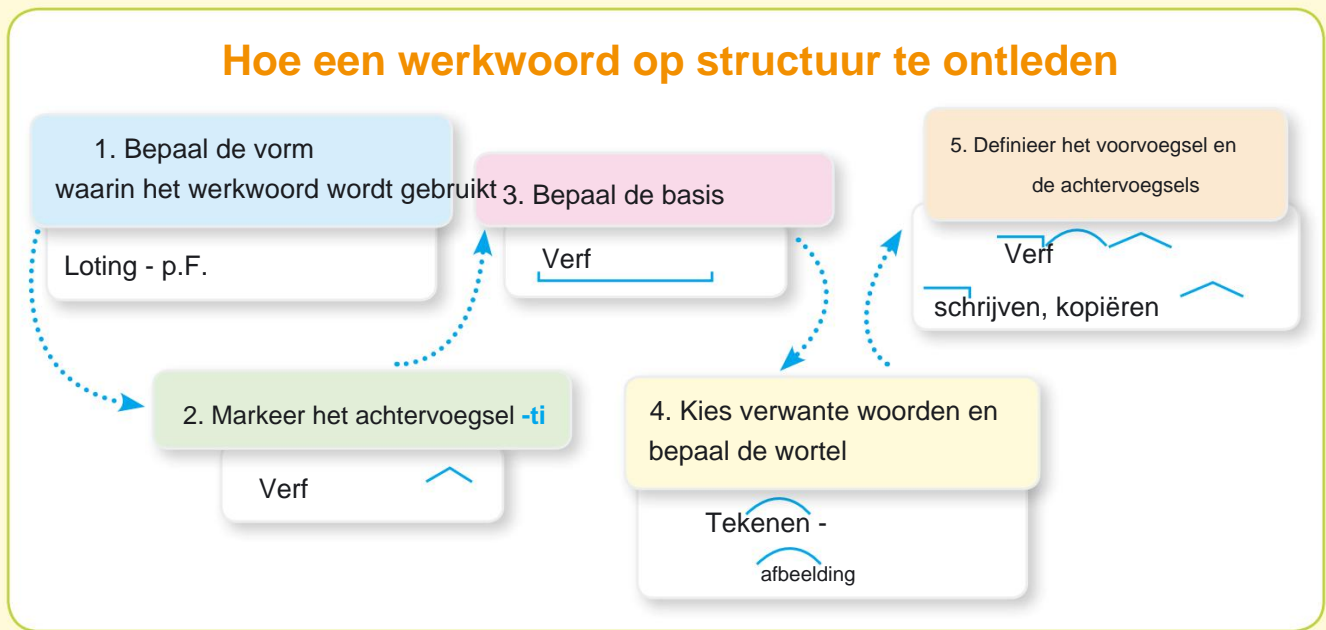 Hoe een werkwoord op structuur te ontleden
1. Bepaal de vorm
waarin het werkwoord wordt gebruikt
Loting - p.F.
2. Markeer het achtervoegsel -ti
Verf
3. Bepaal de basis
Verf
4. Kies verwante woorden en
bepaal de wortel
Tekenen -
afbeelding
5. Definieer het voorvoegsel en
de achtervoegsels
Verf
schrijven, kopiëren